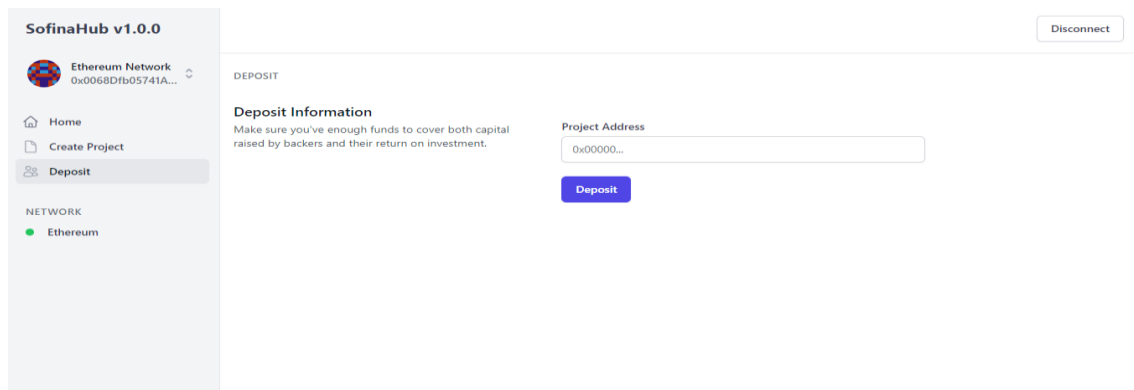 SofinaHub v1.0.0
Disconnect
Ethereum Network
0x0068Dfb05741A...
Home
Create Project
Deposit
NETWORK
Ethereum
DEPOSIT
Deposit Information
Make sure you've enough funds to cover both capital
raised by backers and their return on investment.
Project Address
0x00000...
Deposit